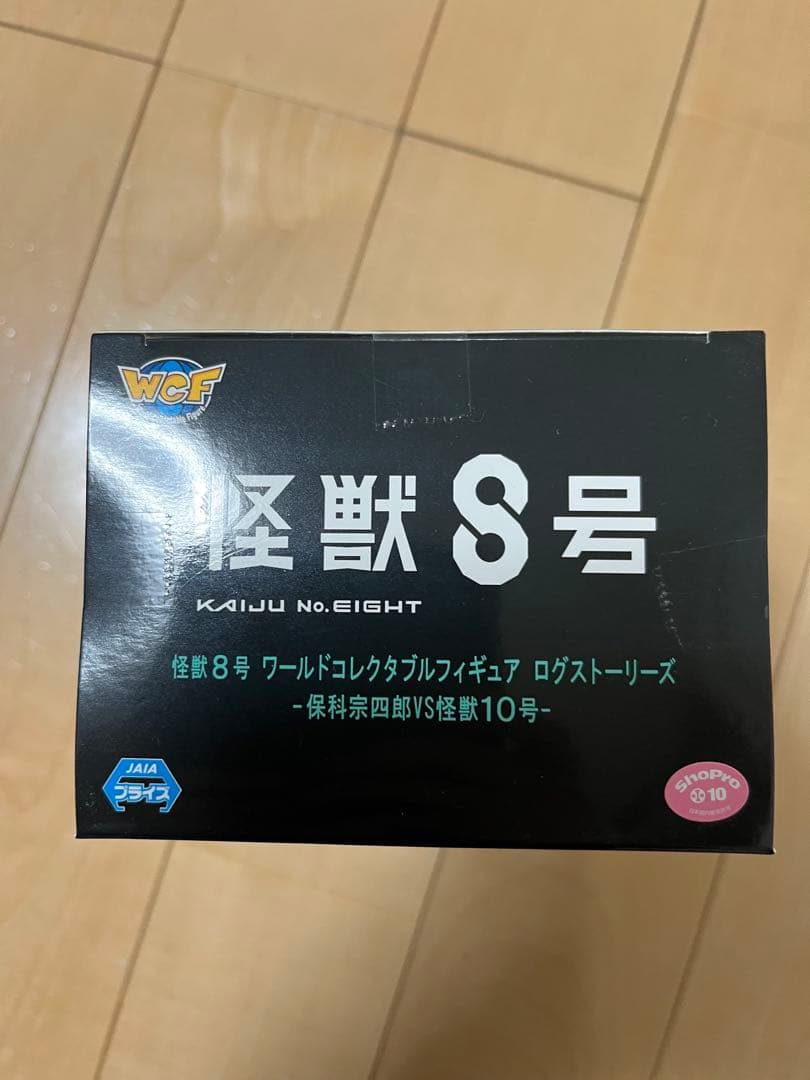 WCF
怪獣8号
KAIJU No.EIGHT
怪獣8号 ワールドコレクタブルフィギュア ログストーリーズ
-保科宗四郎VS怪獣10号-
JAIA
プライズ
ShoPro
10